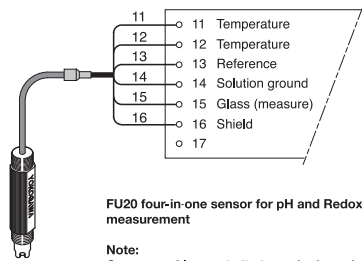 11
12
13
14
15
16
11 Temperature
12 Temperature
13 Reference
14 Solution ground
15 Glass (measure)
16 Shield
17
YOKOGAWA
FU20 four-in-one sensor for pH and Redox
measurement
Note: